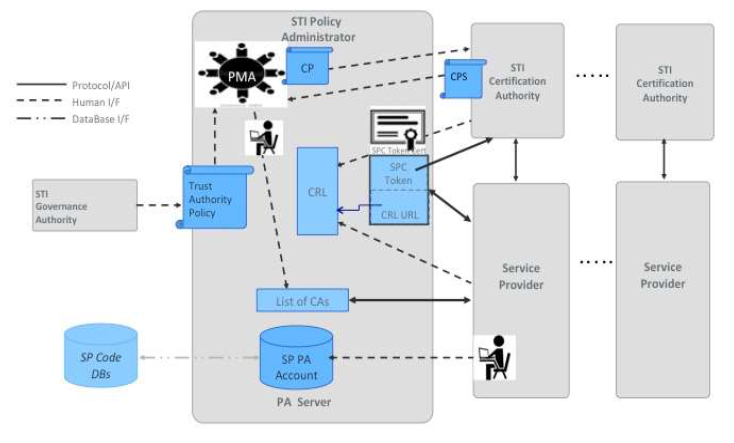 STI Policy
Administrator
PMA
CP
CPS
STI
Certification
Authority
STI
Certification
Authority
Protocol/API
Human I/F
DataBase I/F
SPC Token Cert
SPC
Token
CRL URL
CRL
Trust
Authority
Policy
STI
Governance
Authority
Service
Provider
Service
Provider
List of CAs
SP Code
DBs
SP PA
Account
PA Server